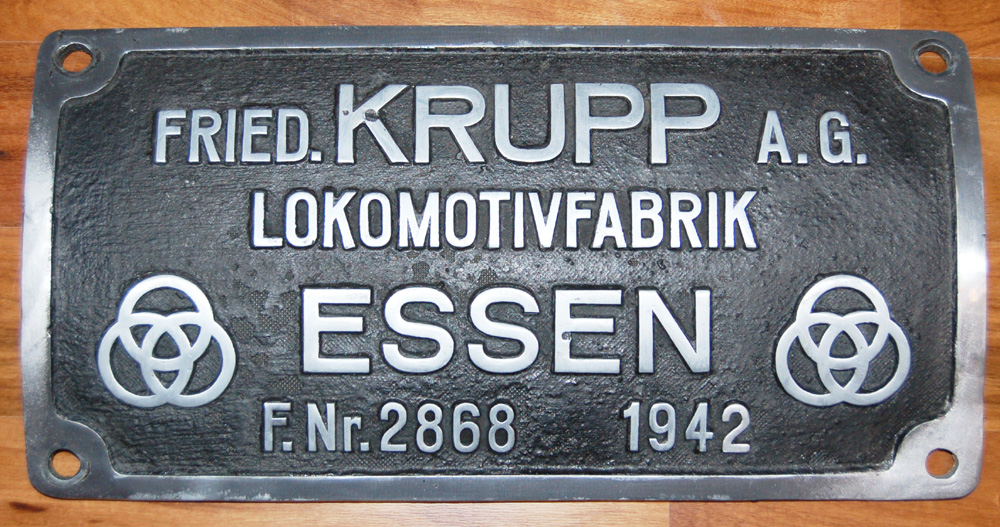 FRIED. KRUPP A.G.
LOKOMOTIVFABRIK
ESSEN
F.Nr.2868 1942